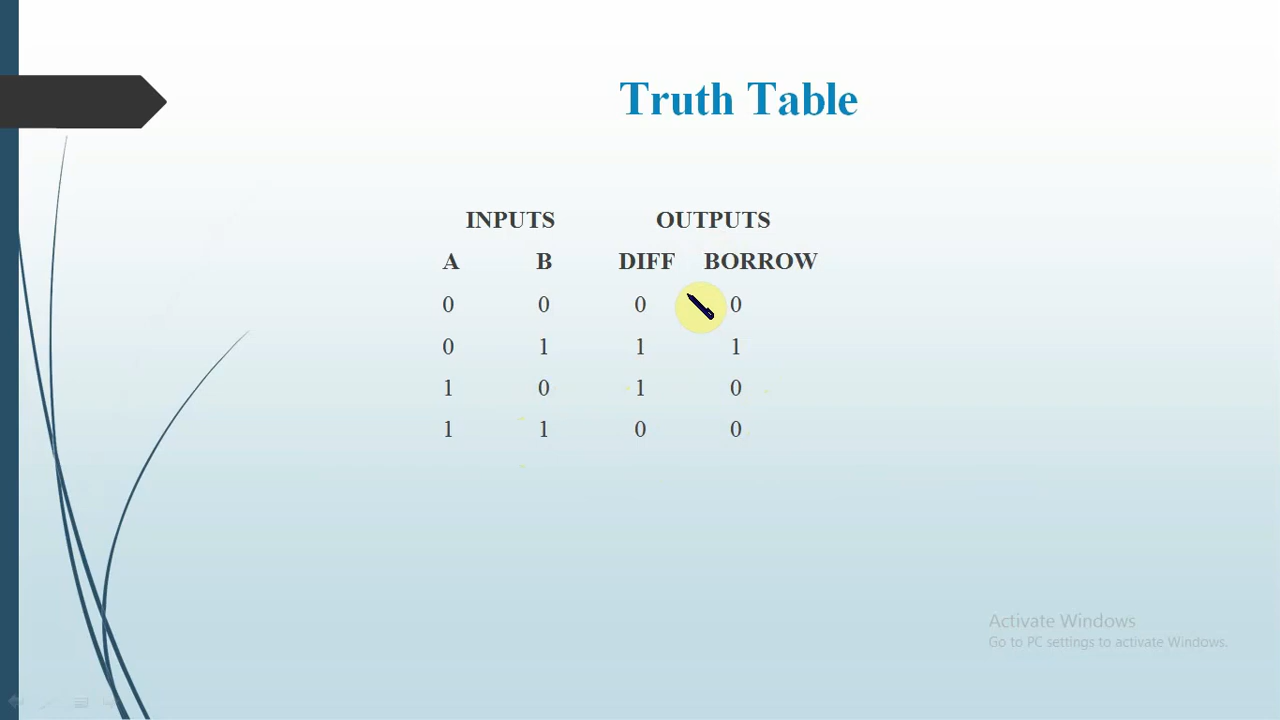 Truth Table
INPUTS OUTPUTS
A B DIFF BORROW
0 0 0 0
0 1 1 1
1 0 1 0
1 1 0 0
Activate Windows
Go to PC settings to activate Windows.